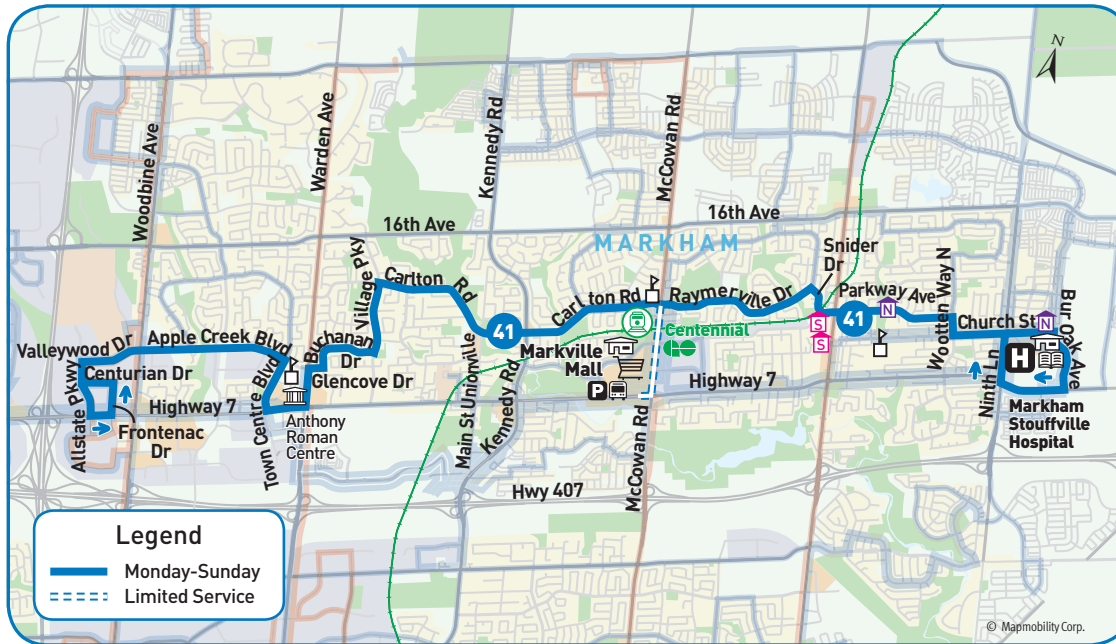 N
Woodbine Ave
Warden Ave
Kennedy Rd
McCowan Rd
16th Ave
16th Ave
MARKHAM
Snider
Dr
Parkway Ave
Wootten Way N
Church St
N
N
Bur Oak Ave
Ninth Ln
H
Markham
Stouffville
Hospital
Carlton
Rd
Carlton Rd
Raymerville Dr
41
41
S
S
Centennial
Markville
Mall
P
Highway 7
Village Pky
Buchanan
Dr
Glencove Dr
Apple Creek Blvd
Valleywood Dr
Centurian Dr
Allstate Pkwy
Highway 7
Frontenac
Dr
Town Centre Blvd
Anthony
Roman
Centre
Main St Unionville
Kennedy Rd
McCowan Rd
Hwy 407
Legend
Monday-Sunday
Limited Service
© Mapmobility Corp.